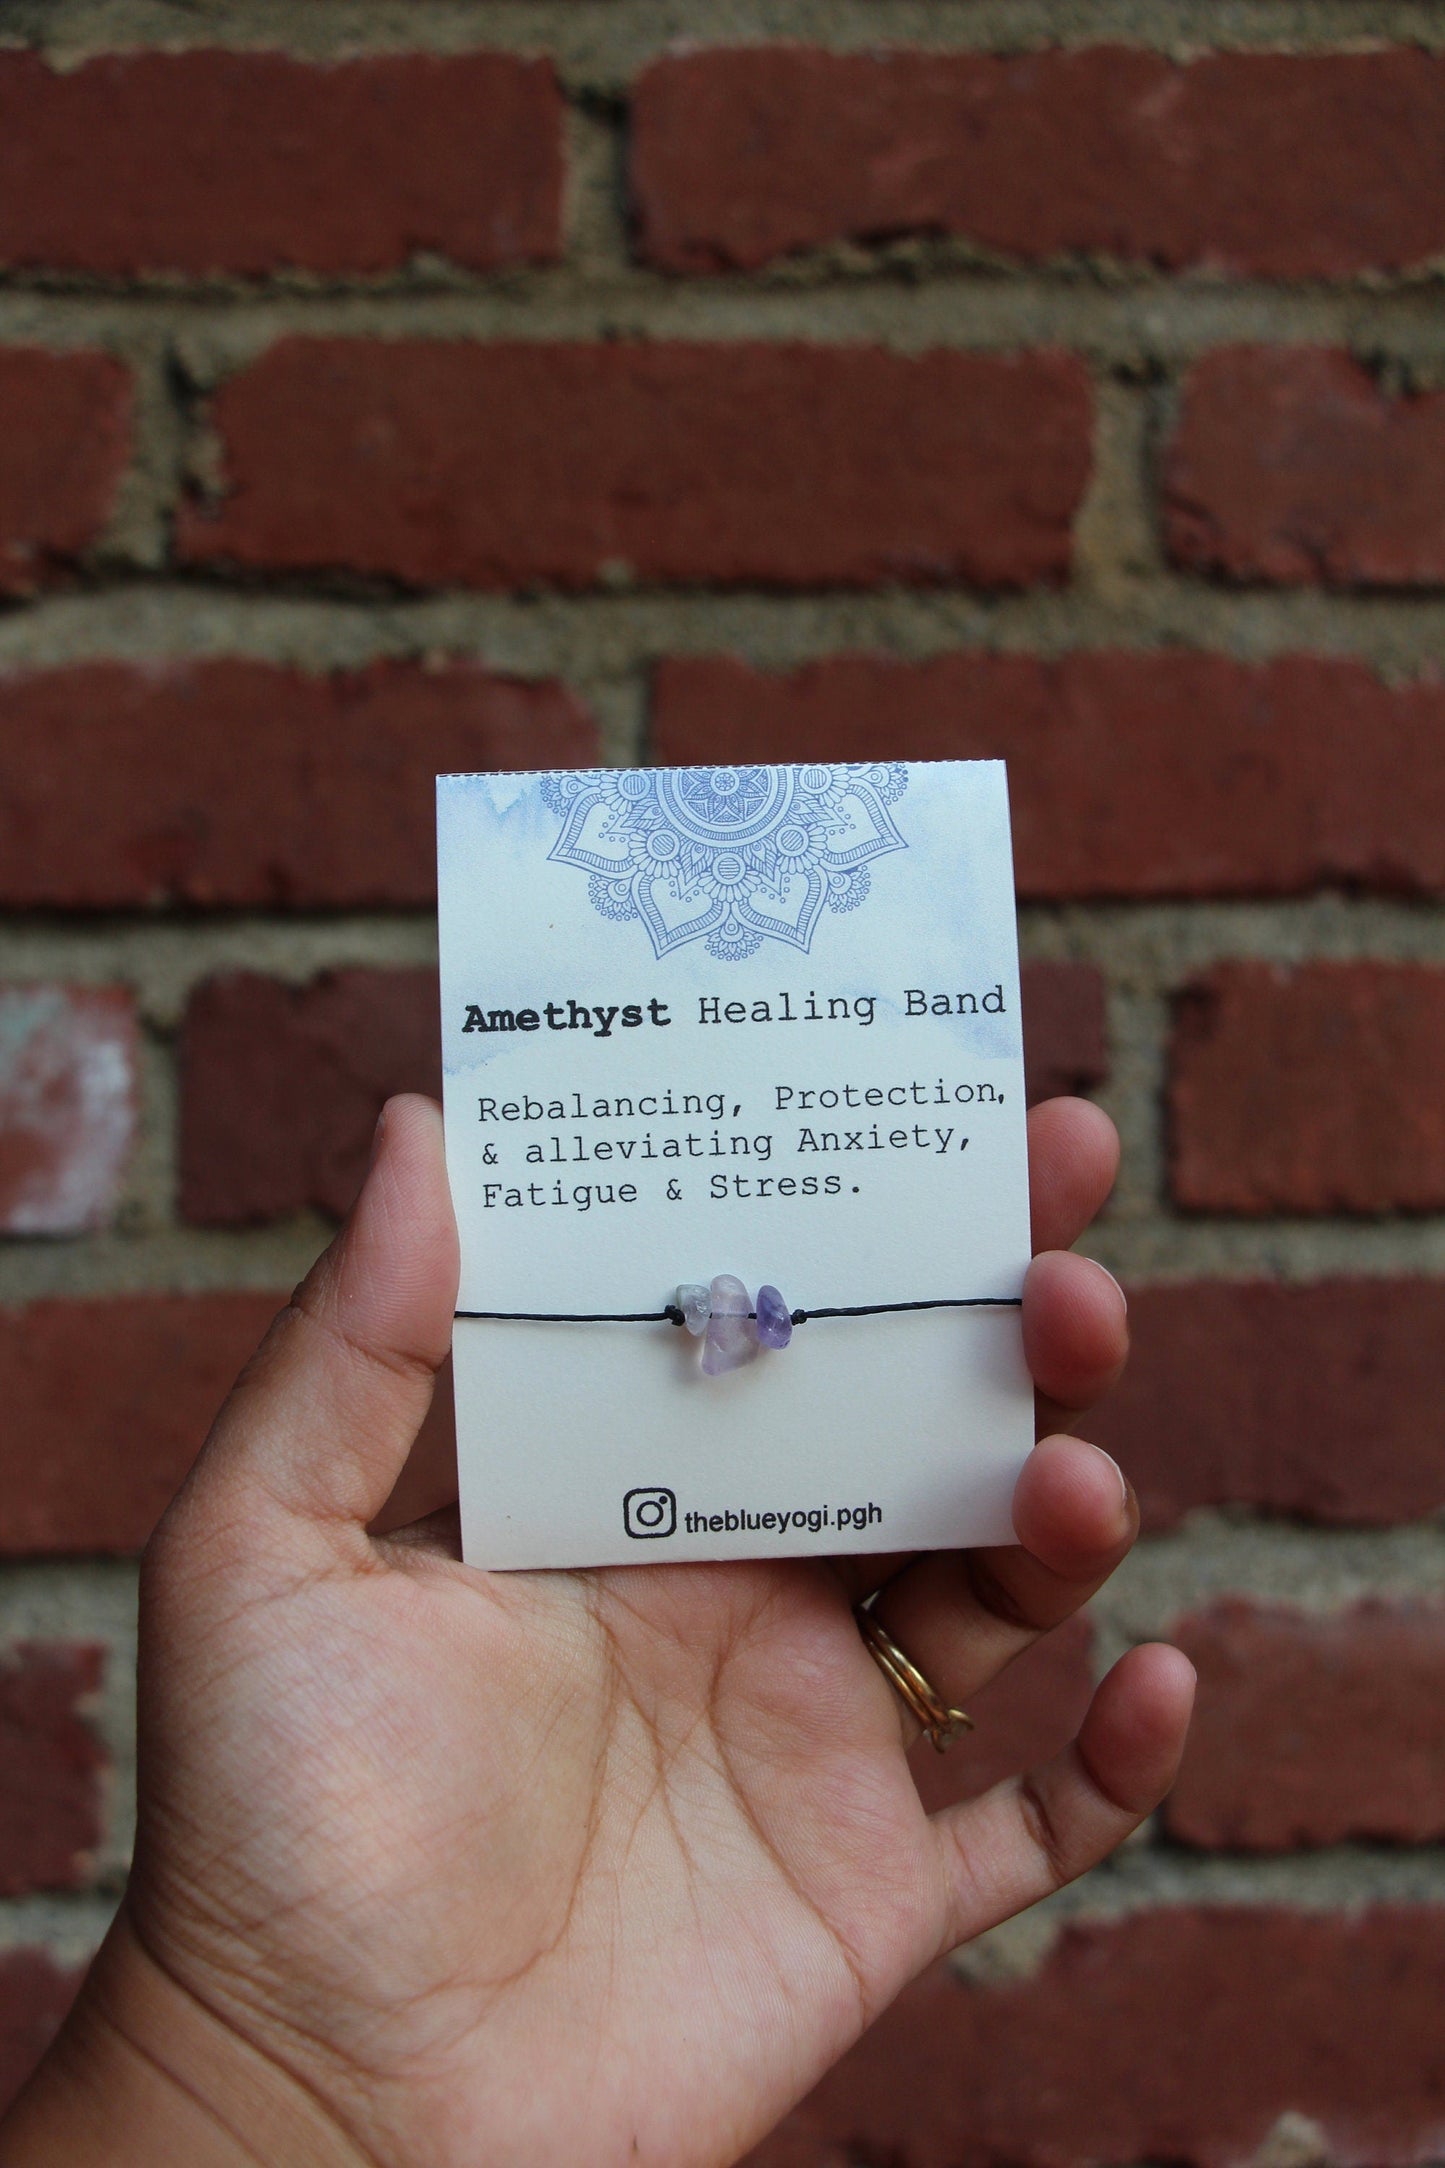 Amethyst Healing Band
Rebalancing, Protection,
& alleviating Anxiety,
Fatigue & Stress.
theblueyogi.pgh